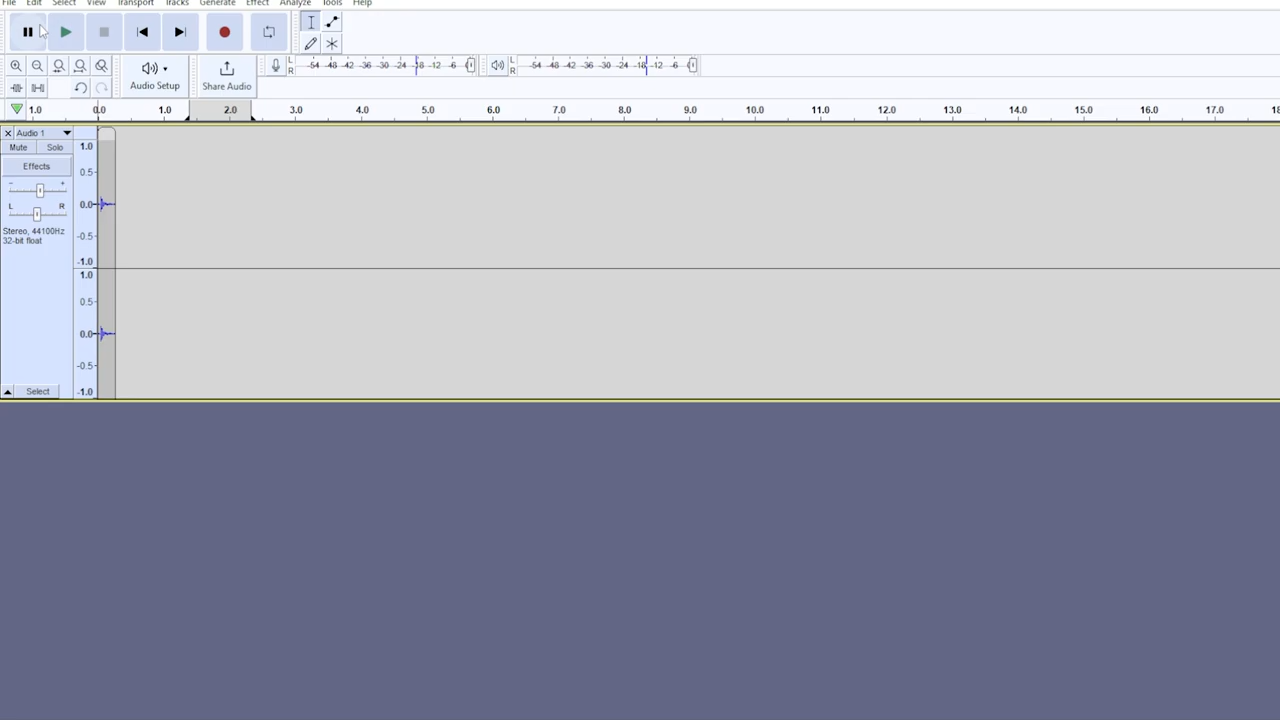 File Edit Select View Transport Tracks Generate Effect Analyze Tools Help
L -54 -48 -42 -36 -30 -24 -18 -12 -6 L -54 -48 -42 -36 -30 -24 -18 -12 -6
R R
Audio Setup Share Audio
1.0 0.0 1.0 2.0 3.0 4.0 5.0 6.0 7.0 8.0 9.0 10.0 11.0 12.0 13.0 14.0 15.0 16.0 17.0 18
Audio 1
Mute Solo
Effects
- +
L R
Stereo, 44100Hz
32-bit float
Select
1.0
0.5
0.0
-0.5
-1.0
1.0
0.5
0.0
-0.5
-1.0